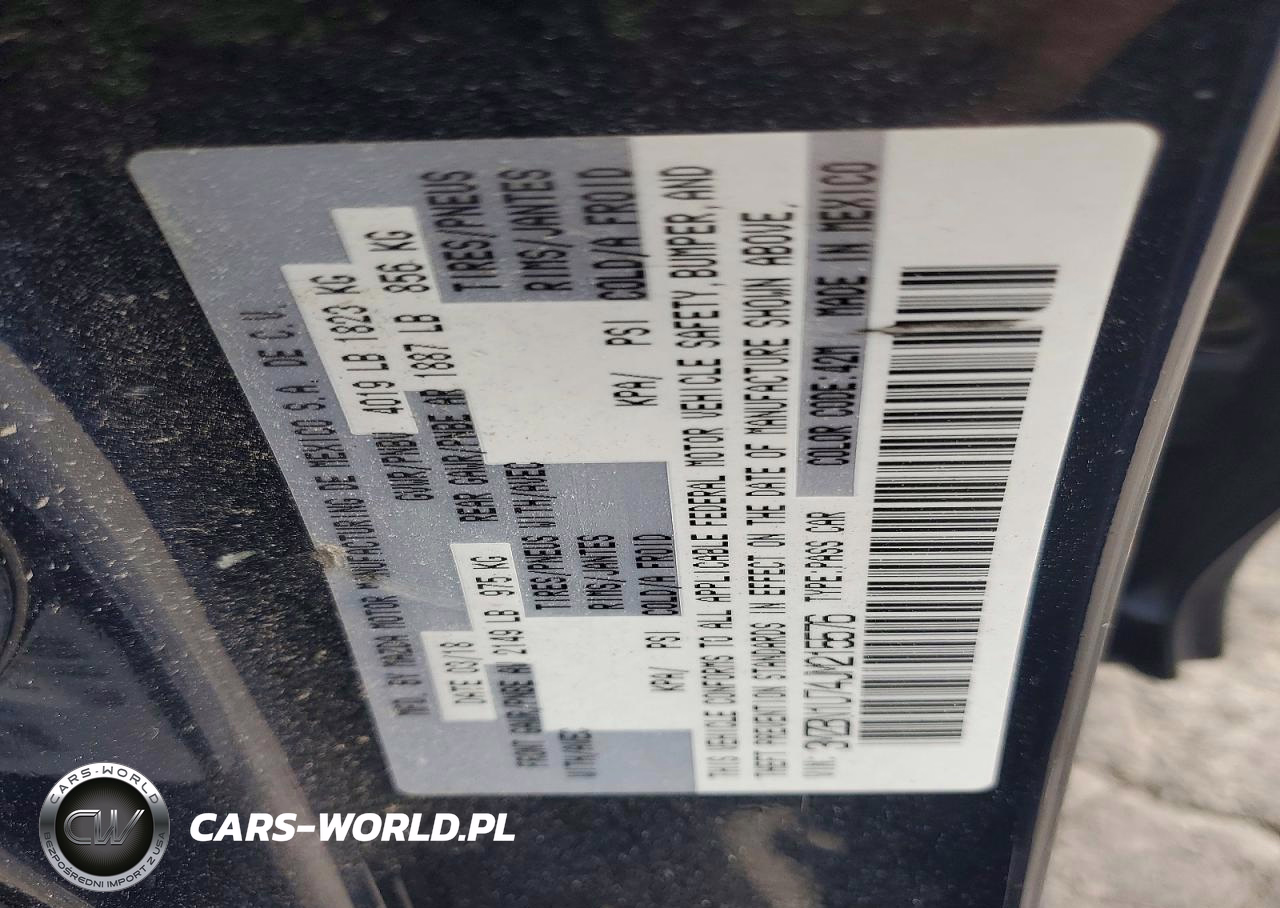 MFD. BY MAZDA MOTOR MANUFACTURING DE MEXICO S.A. DE C.V.
DATE 03/18 GVWR/PNBV 4019 LB 1823 KG
FRONT GAWR/PNBE AV 2149 LB 975 KG REAR GAWR/PNBE AR 1887 LB 856 KG
WITH/AVEC TIRES/PNEUS WITH/AVEC TIRES/PNEUS
RIMS/JANTES RIMS/JANTES
KPA/ PSI COLD/A FROID KPA/ PSI COLD/A FROID
THIS VEHICLE CONFORMS TO ALL APPLICABLE FEDERAL MOTOR VEHICLE SAFETY, BUMPER, AND
THEFT PREVENTION STANDARDS IN EFFECT ON THE DATE OF MANUFACTURE SHOWN ABOVE.
VIN: 3MZBN1U74JM215576 TYPE:PASS CAR COLOR CODE:42M MADE IN MEXICO
CARS-WORLD
CW
BEZPOŚREDNI IMPORT Z USA
CARS-WORLD.PL